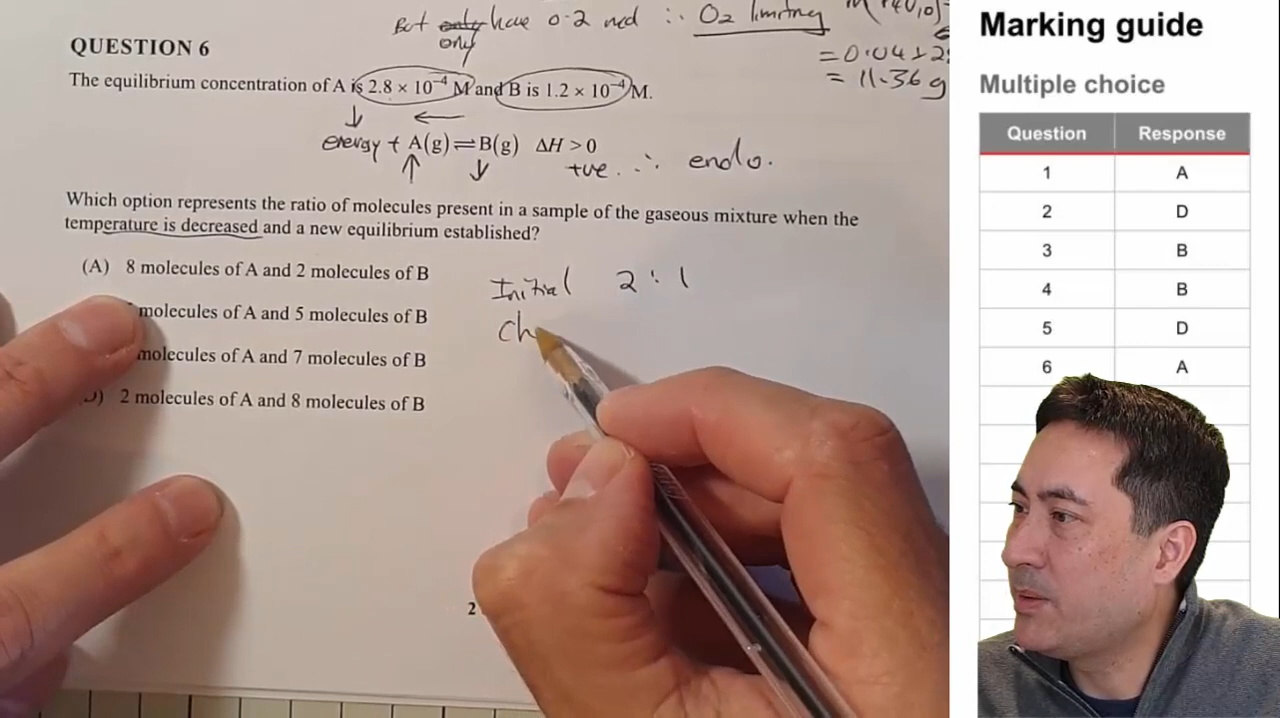 But only have 0.2 mol ∴ O2 limiting
only
= 11.36 g
QUESTION 6
The equilibrium concentration of A is 2.8 × 10⁻⁴ M and B is 1.2 × 10⁻⁴ M.
↓ ←
energy + A(g) ⇌ B(g) ΔH > 0
↑ ↓ +ve ∴ endo.
Which option represents the ratio of molecules present in a sample of the gaseous mixture when the
temperature is decreased and a new equilibrium established?
(A) 8 molecules of A and 2 molecules of B
molecules of A and 5 molecules of B
molecules of A and 7 molecules of B
2 molecules of A and 8 molecules of B
Initial 2 : 1
Ch
2
Marking guide
Multiple choice
Question Response
1 A
2 D
3 B
4 B
5 D
6 A